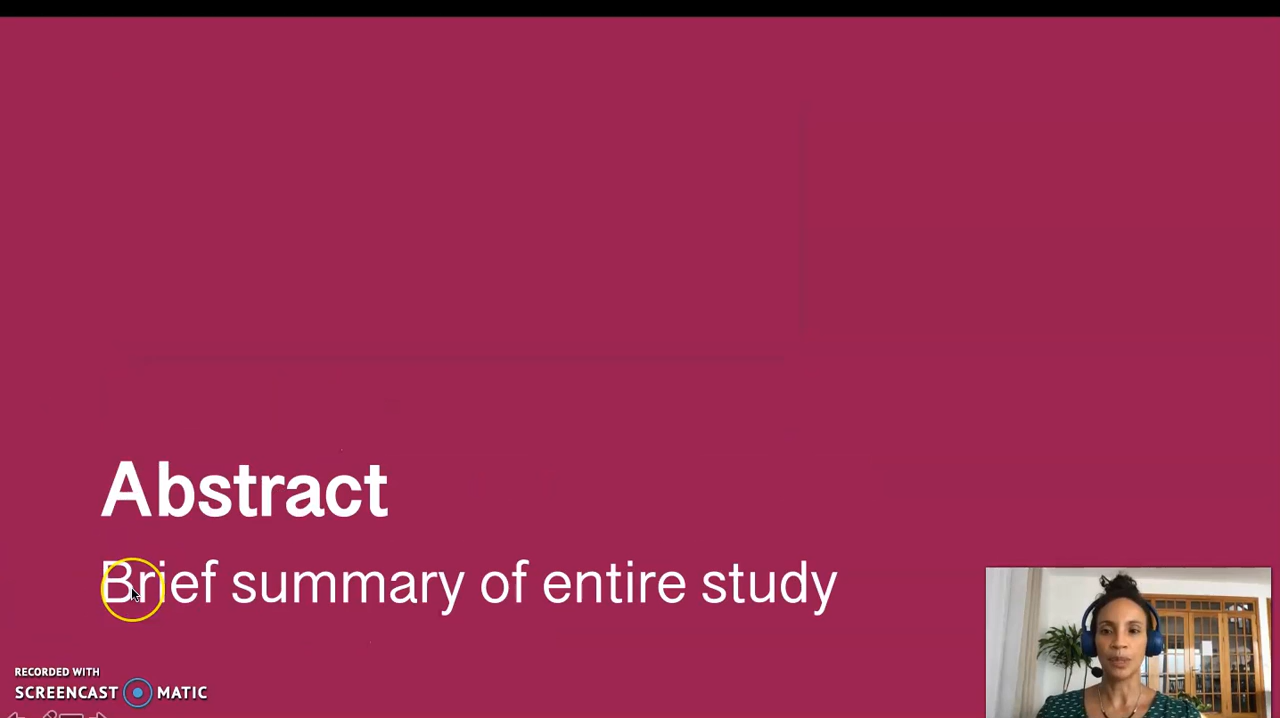 Abstract
Brief summary of entire study
RECORDED WITH
SCREENCAST MATIC